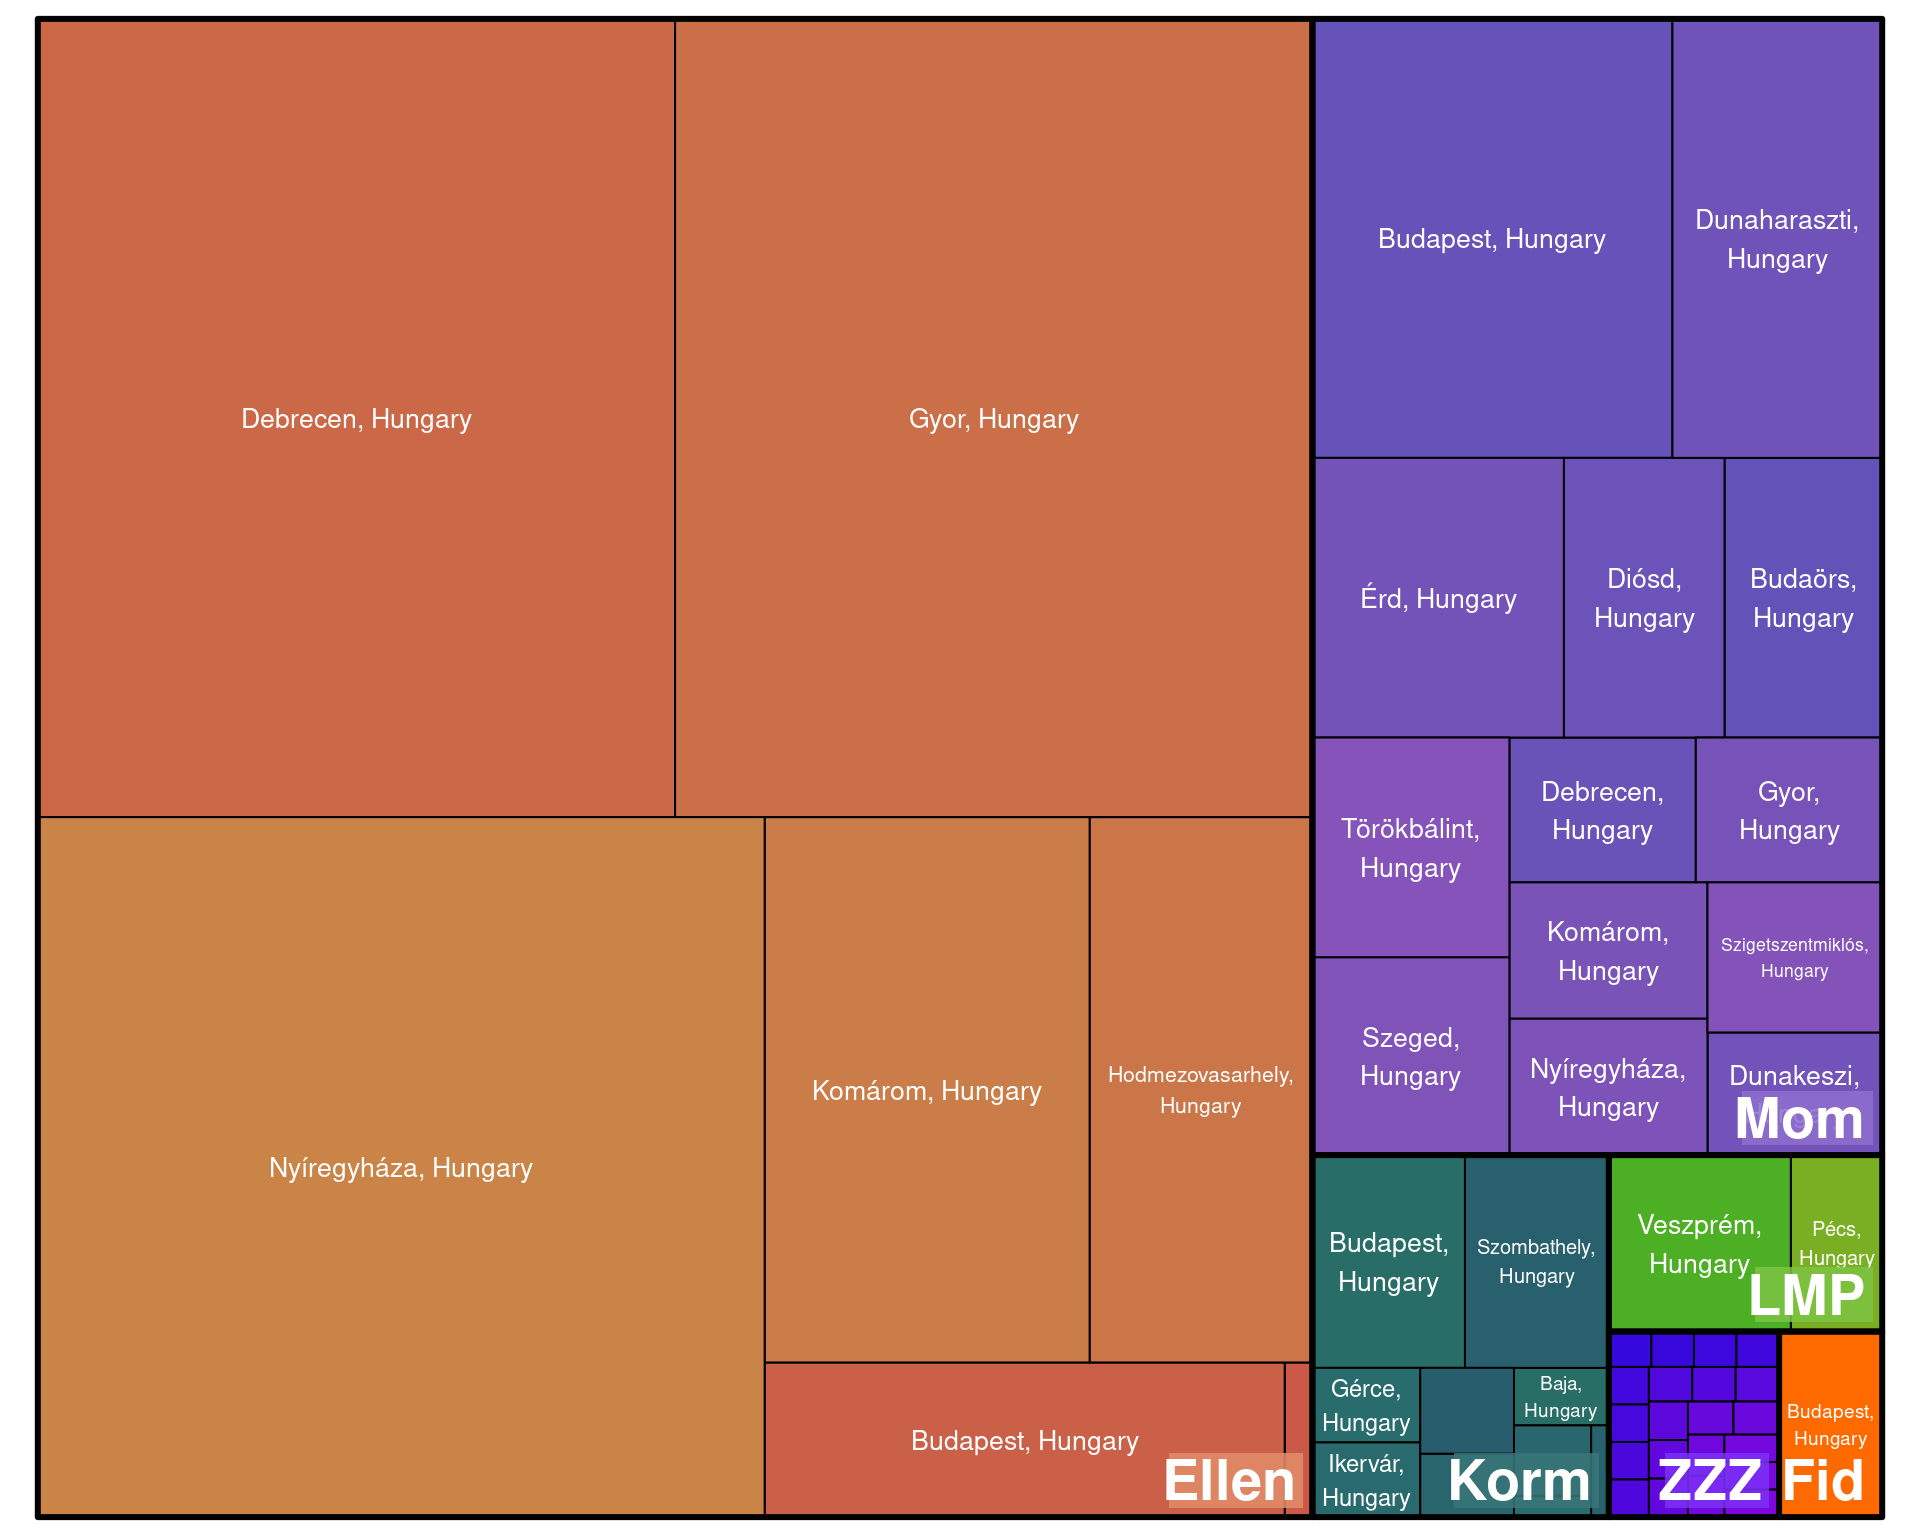 Debrecen, Hungary
Gyor, Hungary
Nyíregyháza, Hungary
Komárom, Hungary
Hodmezovasarhely,
Hungary
Budapest, Hungary
Ellen
Budapest, Hungary
Dunaharaszti,
Hungary
Érd, Hungary
Diósd,
Hungary
Budaörs,
Hungary
Törökbálint,
Hungary
Debrecen,
Hungary
Gyor,
Hungary
Komárom,
Hungary
Szigetszentmiklós,
Hungary
Szeged,
Hungary
Nyíregyháza,
Hungary
Dunakeszi,
Mom
Budapest,
Hungary
Szombathely,
Hungary
Gérce,
Hungary
Baja,
Hungary
Ikervár,
Hungary
Korm
Veszprém,
Hungary
Pécs,
Hungary
LMP
ZZZ
Budapest,
Hungary
Fid